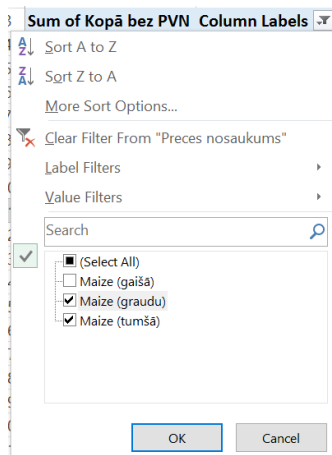 Sum of Kopā bez PVN Column Labels
Sort A to Z
Sort Z to A
More Sort Options...
Clear Filter From "Preces nosaukums"
Label Filters
Value Filters
Search
(Select All)
Maize (gaišā)
Maize (graudu)
Maize (tumšā)
OK Cancel